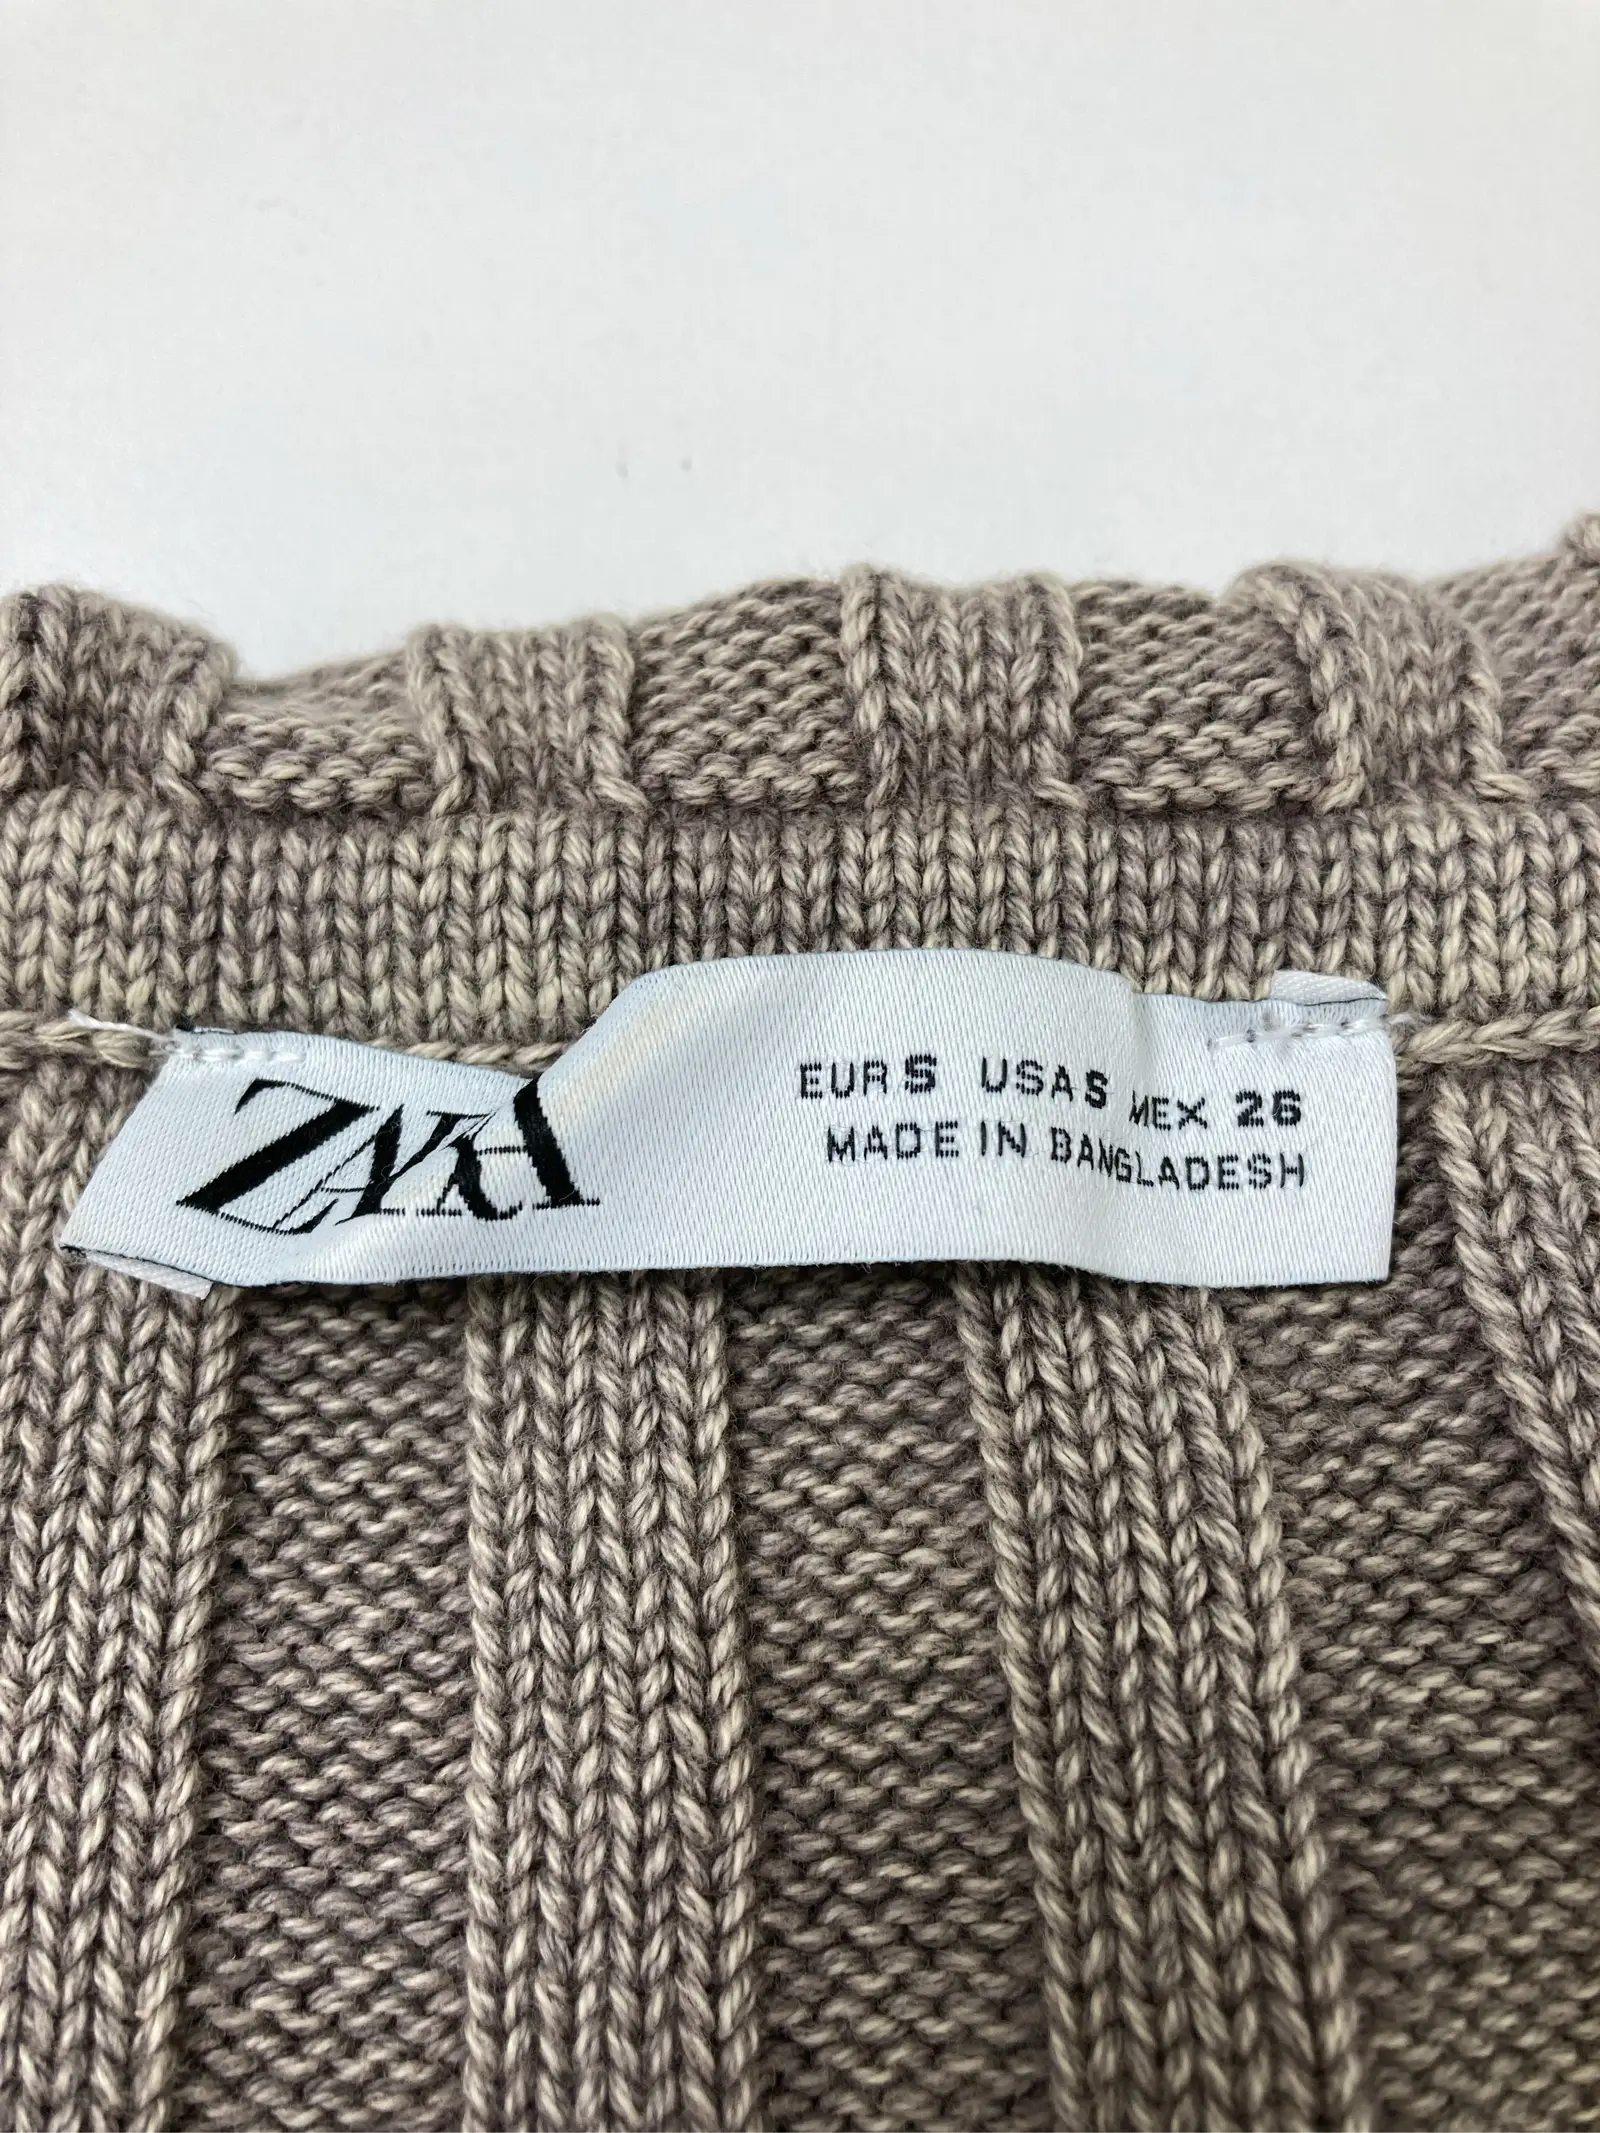 ZARA
EUR S USA S MEX 26
MADE IN BANGLADESH